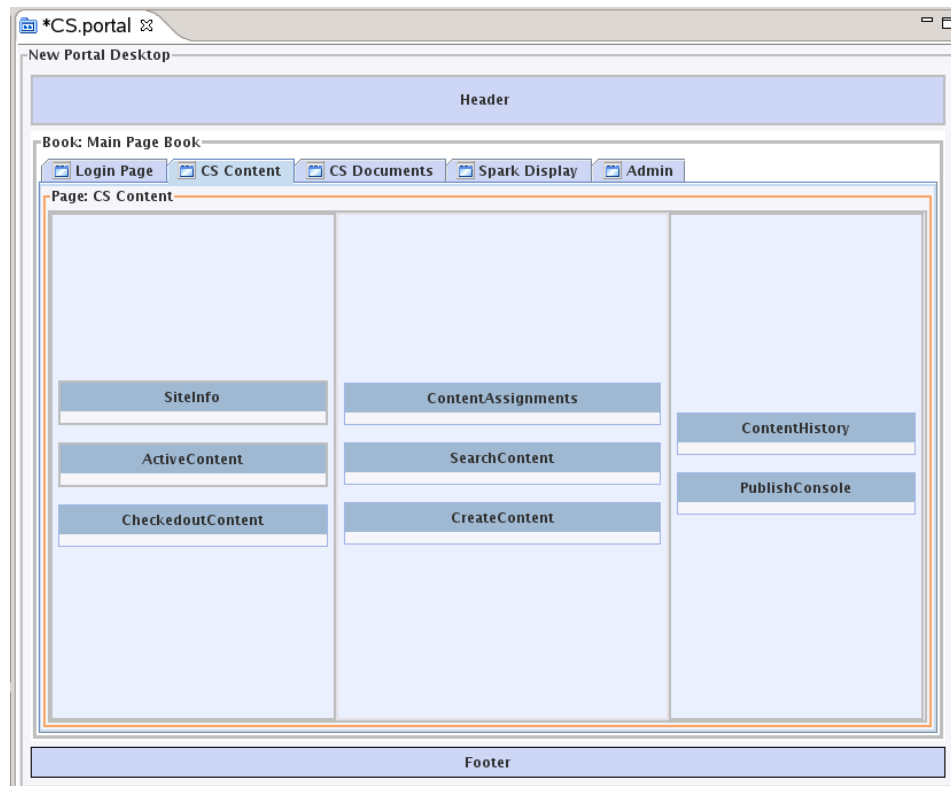 *CS.portal
New Portal Desktop
Header
Book: Main Page Book
Login Page CS Content CS Documents Spark Display Admin
Page: CS Content
SiteInfo
ActiveContent
CheckedoutContent
ContentAssignments
SearchContent
CreateContent
ContentHistory
PublishConsole
Footer